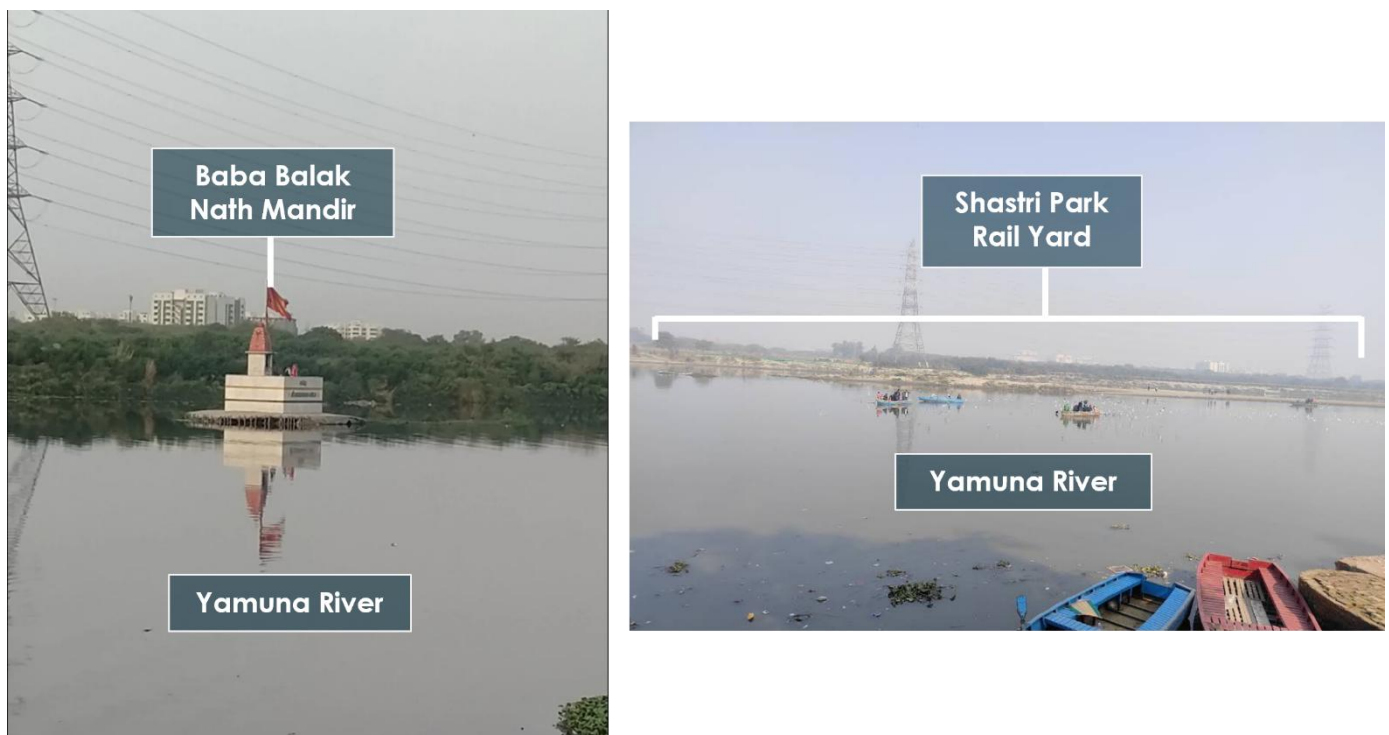 Baba Balak
Nath Mandir
Yamuna River
Shastri Park
Rail Yard
Yamuna River